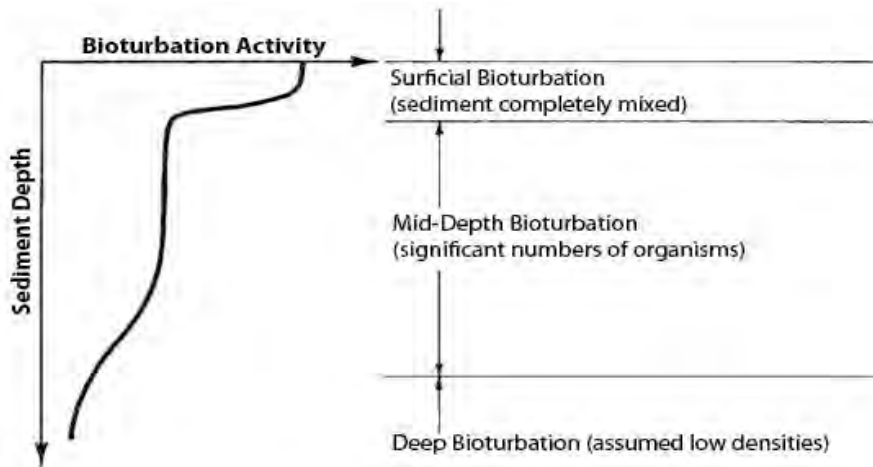 Bioturbation Activity
Sediment Depth
Surficial Bioturbation
(sediment completely mixed)
Mid-Depth Bioturbation
(significant numbers of organisms)
Deep Bioturbation (assumed low densities)